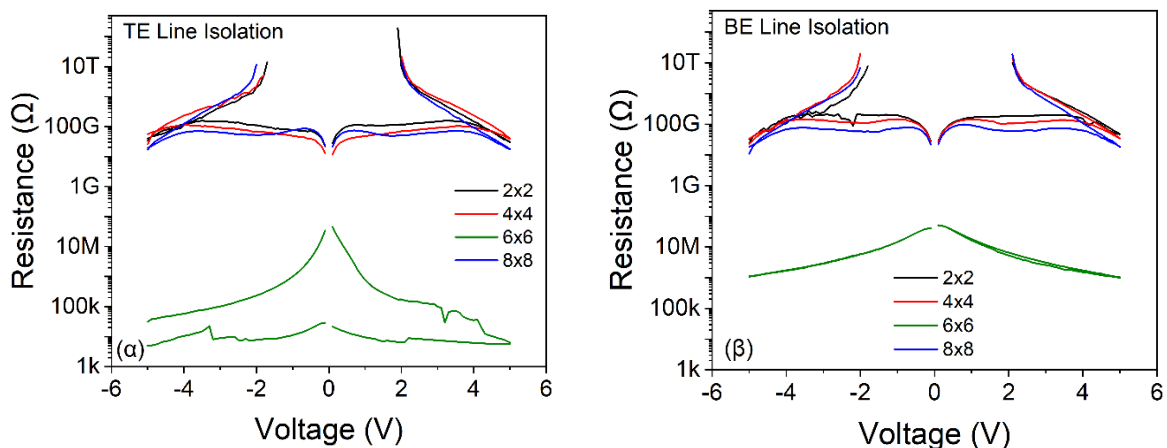 TE Line Isolation
10T
100G
1G
10M
100k
1k
Resistance (Ω)
2x2
4x4
6x6
8x8
(α)
-6 -4 -2 0 2 4 6
Voltage (V)
BE Line Isolation
10T
100G
1G
10M
100k
1k
Resistance (Ω)
2x2
4x4
6x6
8x8
(β)
-6 -4 -2 0 2 4 6
Voltage (V)